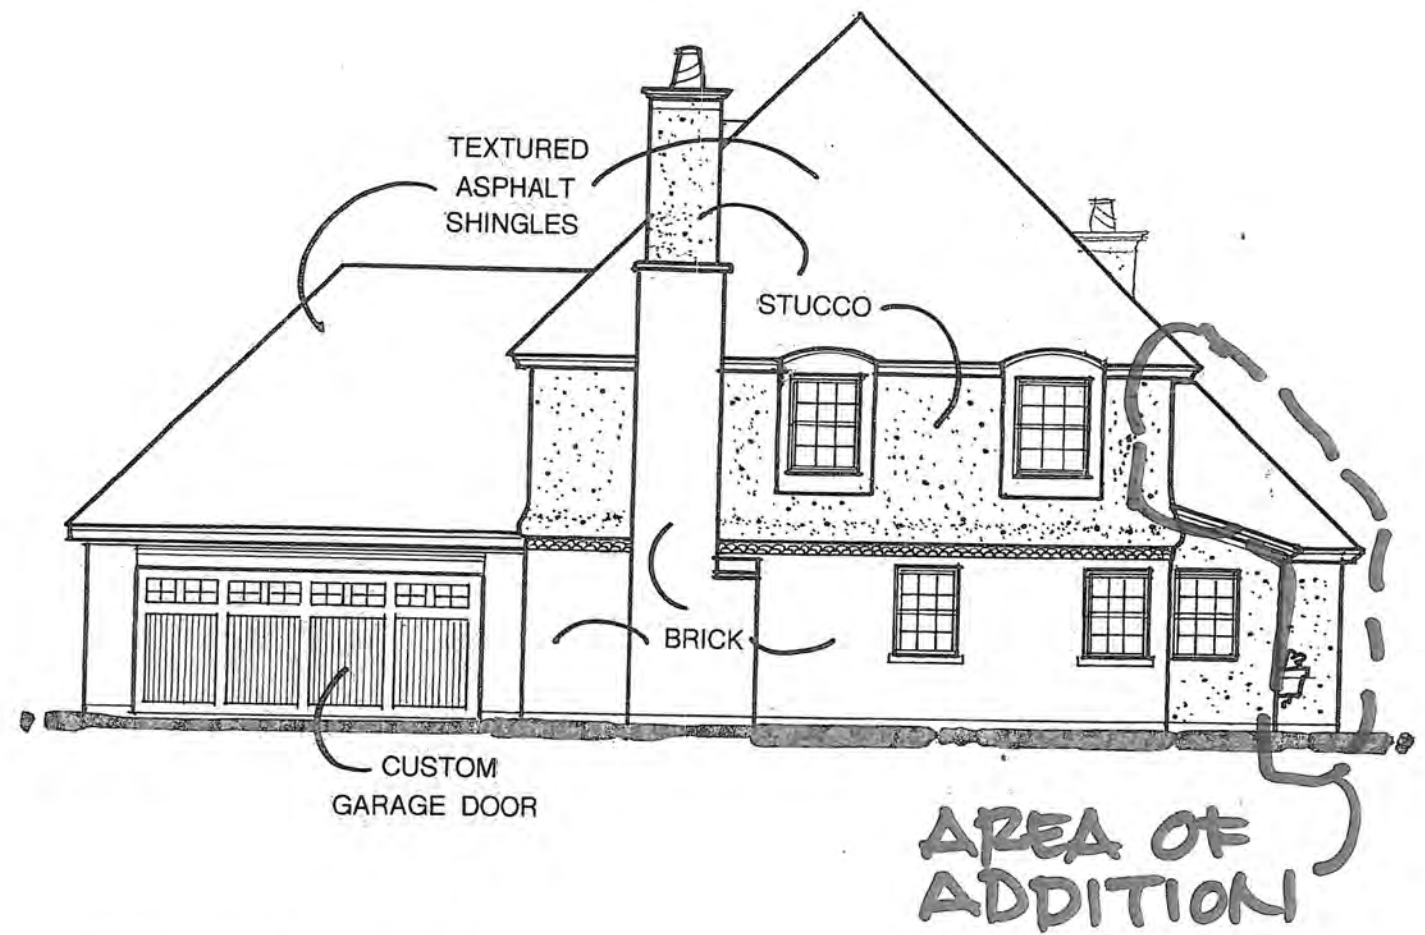 TEXTURED
ASPHALT
SHINGLES
STUCCO
BRICK
CUSTOM
GARAGE DOOR
AREA OF
ADDITION